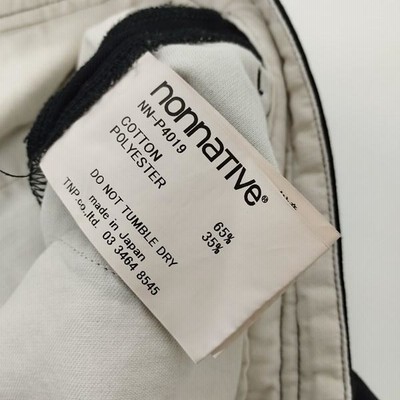 nonnative®
NN-P4019
COTTON 65%
POLYESTER 35%
DO NOT TUMBLE DRY
made in Japan
TNP.co.,ltd. 03 3464 8545